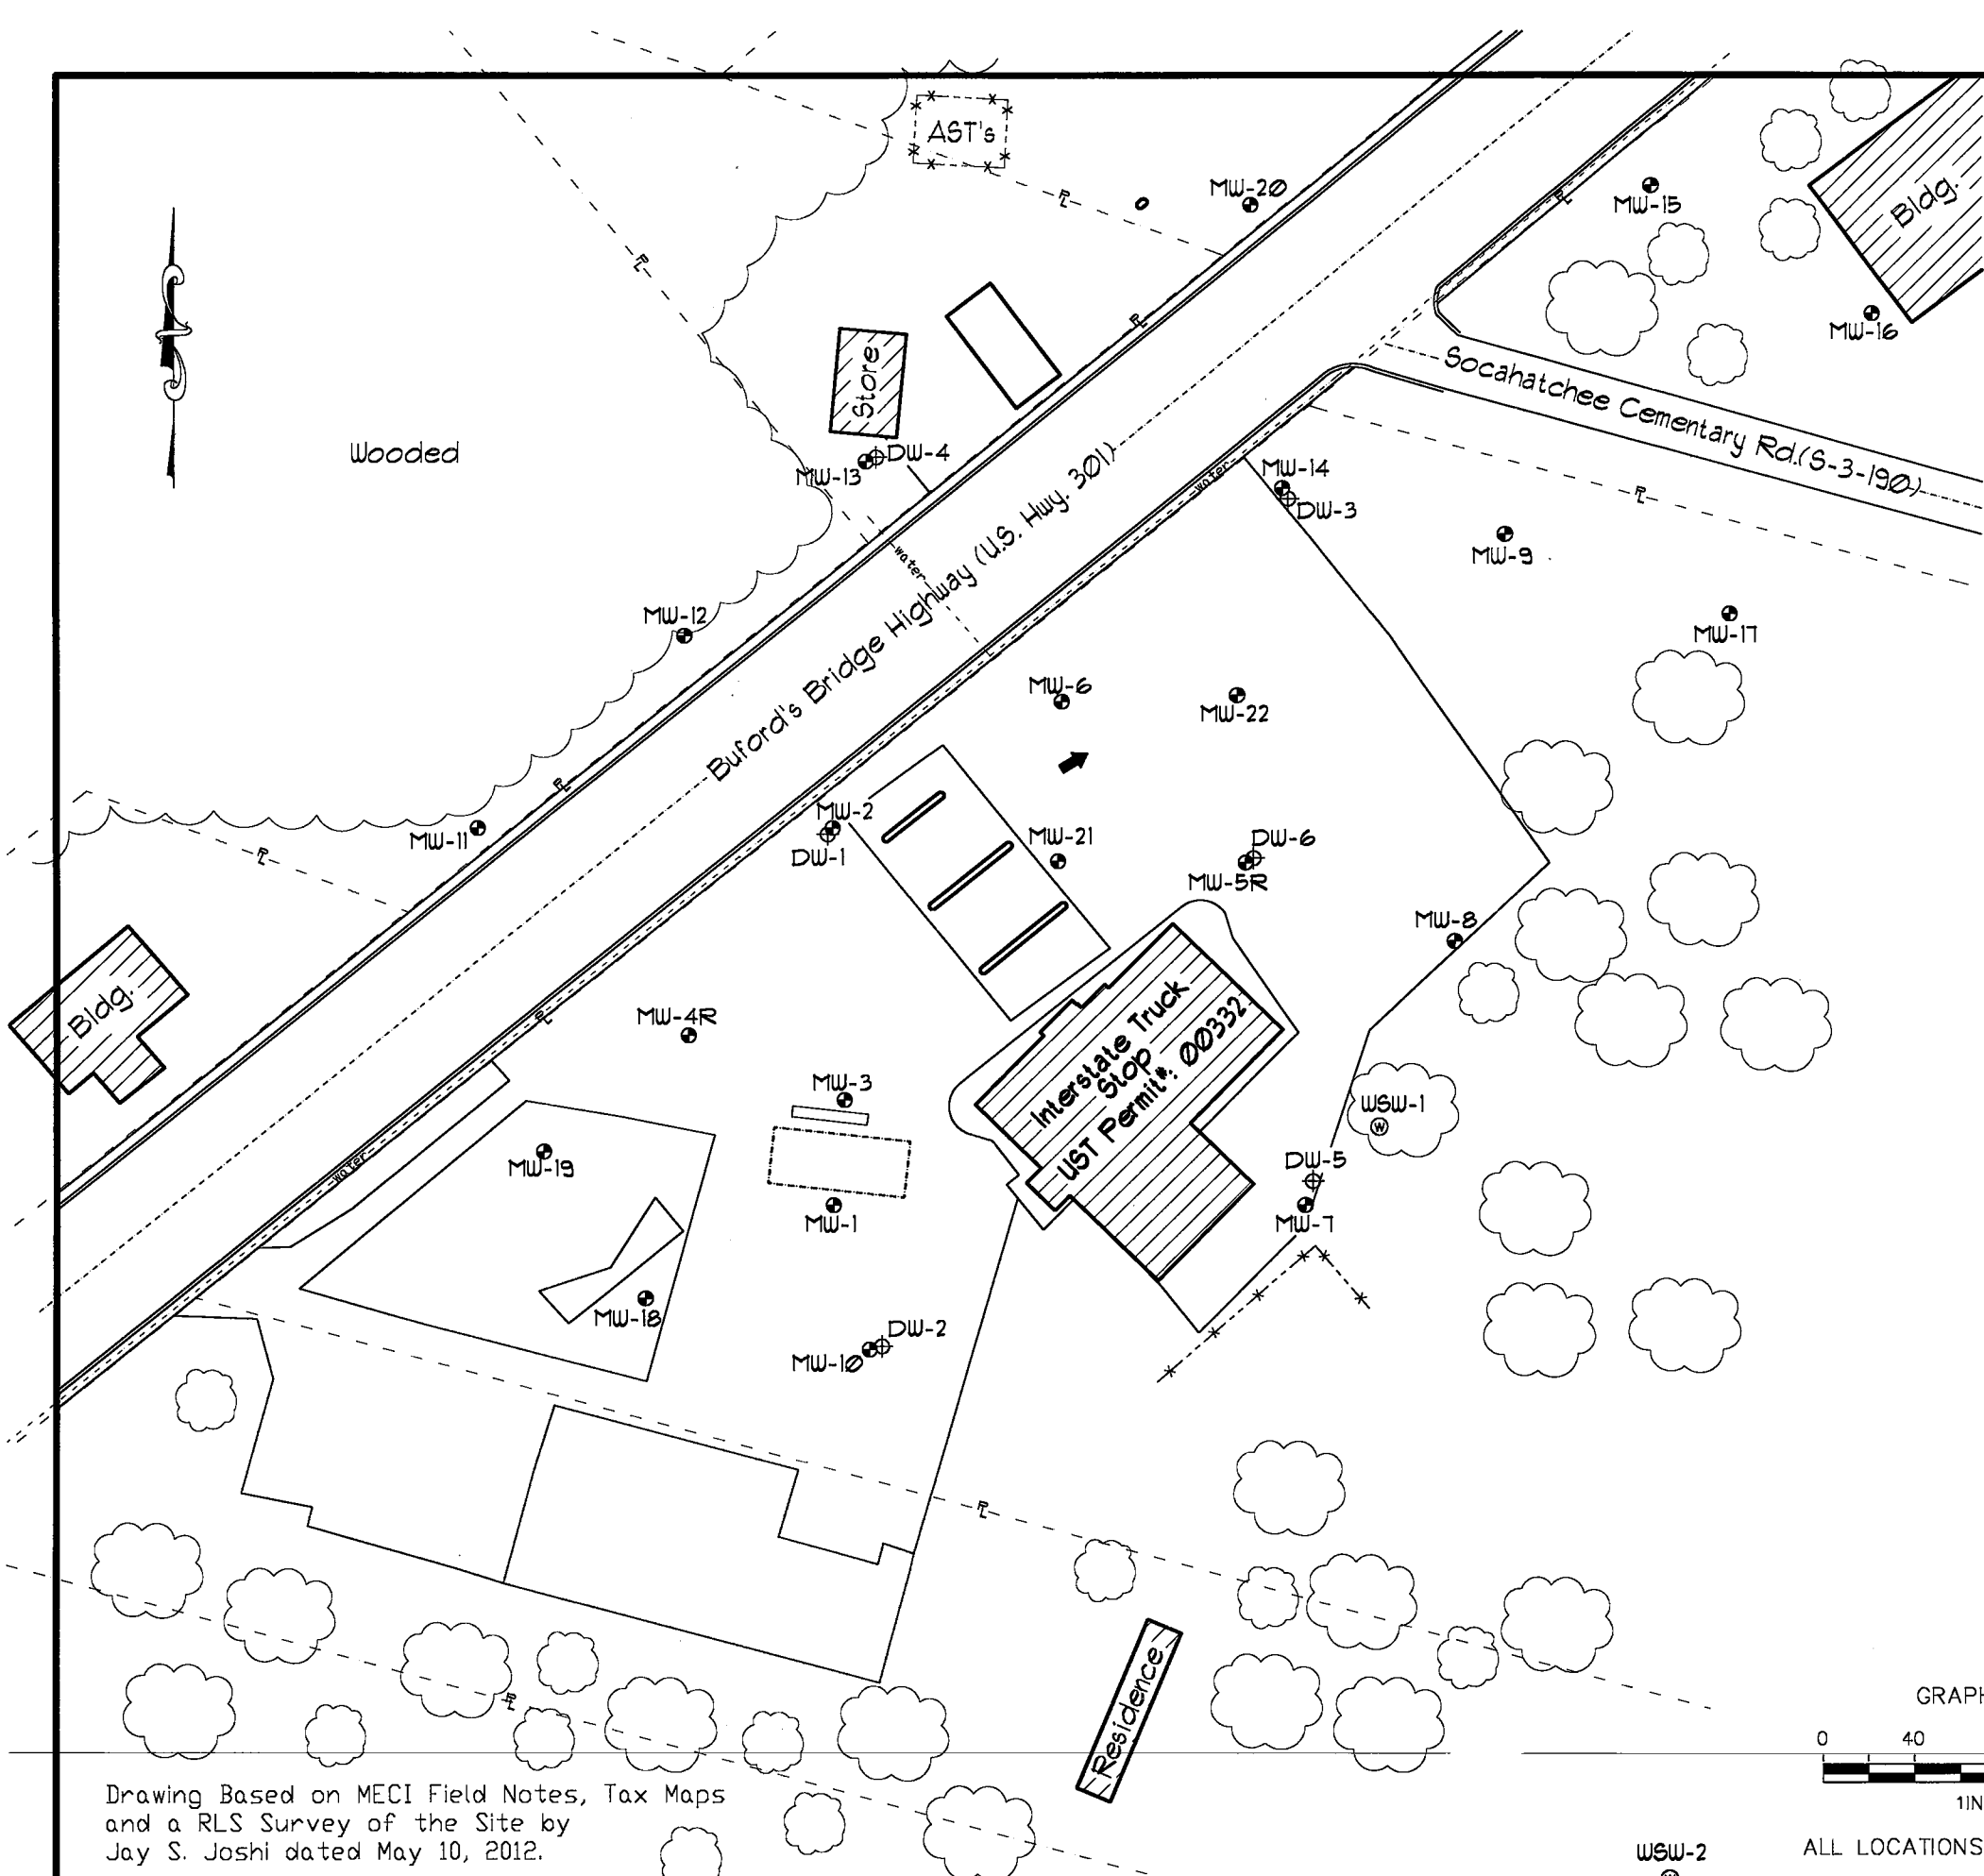 AST's
MW-20
MW-15
Bldg.
MW-16
Store
Socahatchee Cementary Rd.(S-3-190)
Wooded
DW-4
MW-13
MW-14
DW-3
water
MW-9
water
Buford's Bridge Highway (U.S. Hwy. 301)
MW-12
MW-17
MW-6
MW-22
MW-2
DW-1
MW-11
MW-21
DW-6
MW-5R
MW-8
Bldg.
MW-4R
Interstate Truck
Stop
UST Permit#: 00332
MW-3
WSW-1
W
water
MW-19
DW-5
MW-7
MW-1
MW-18
DW-2
MW-10
PL
Residence
GRAPH
0 40
1IN
Drawing Based on MECI Field Notes, Tax Maps
and a RLS Survey of the Site by
Jay S. Joshi dated May 10, 2012.
WSW-2
ALL LOCATIONS